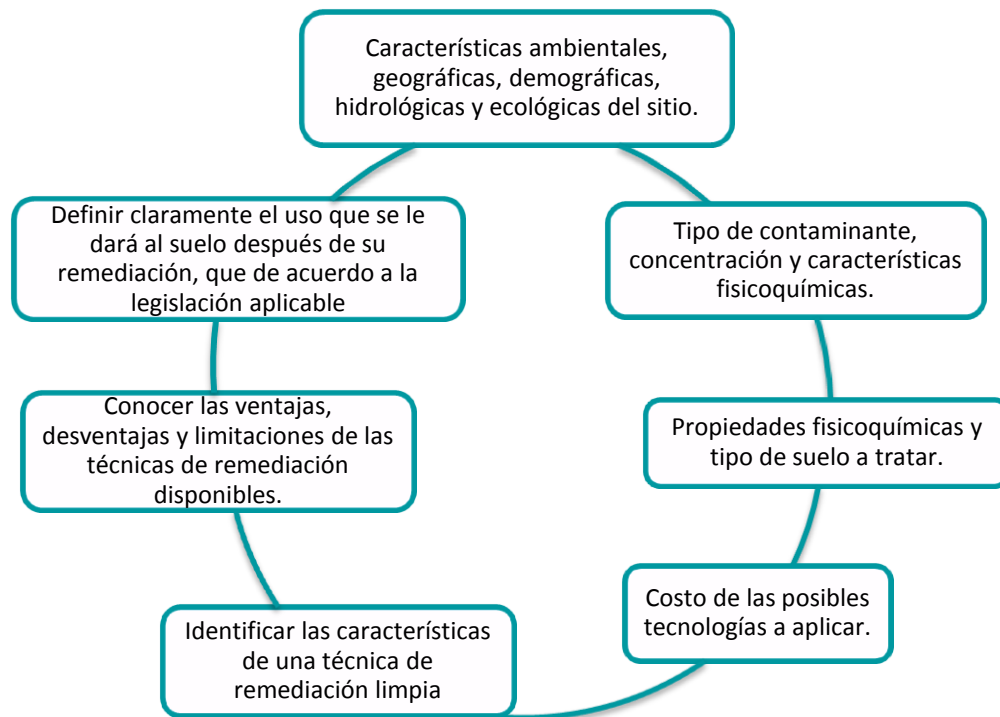 Características ambientales,
geográficas, demográficas,
hidrológicas y ecológicas del sitio.
Tipo de contaminante,
concentración y características
fisicoquímicas.
Propiedades fisicoquímicas y
tipo de suelo a tratar.
Costo de las posibles
tecnologías a aplicar.
Identificar las características
de una técnica de
remediación limpia
Conocer las ventajas,
desventajas y limitaciones de las
técnicas de remediación
disponibles.
Definir claramente el uso que se le
dará al suelo después de su
remediación, que de acuerdo a la
legislación aplicable